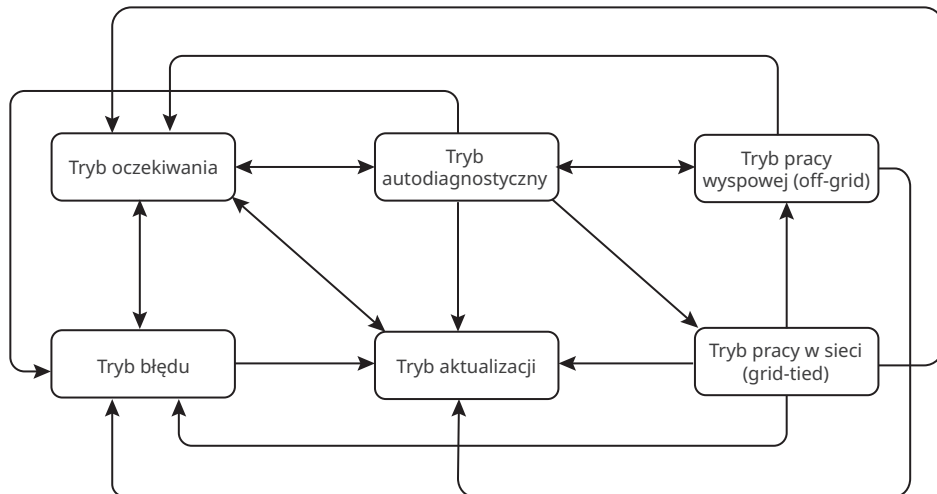 Tryb oczekiwania
Tryb
autodiagnostyczny
Tryb pracy
wyspowej (off-grid)
Tryb błędu
Tryb aktualizacji
Tryb pracy w sieci
(grid-tied)